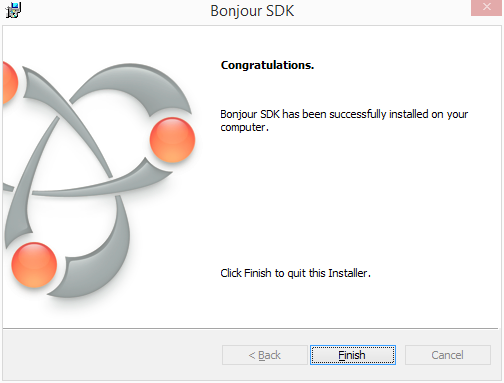 Bonjour SDK
Congratulations.
Bonjour SDK has been successfully installed on your
computer.
Click Finish to quit this Installer.
< Back
Finish
Cancel